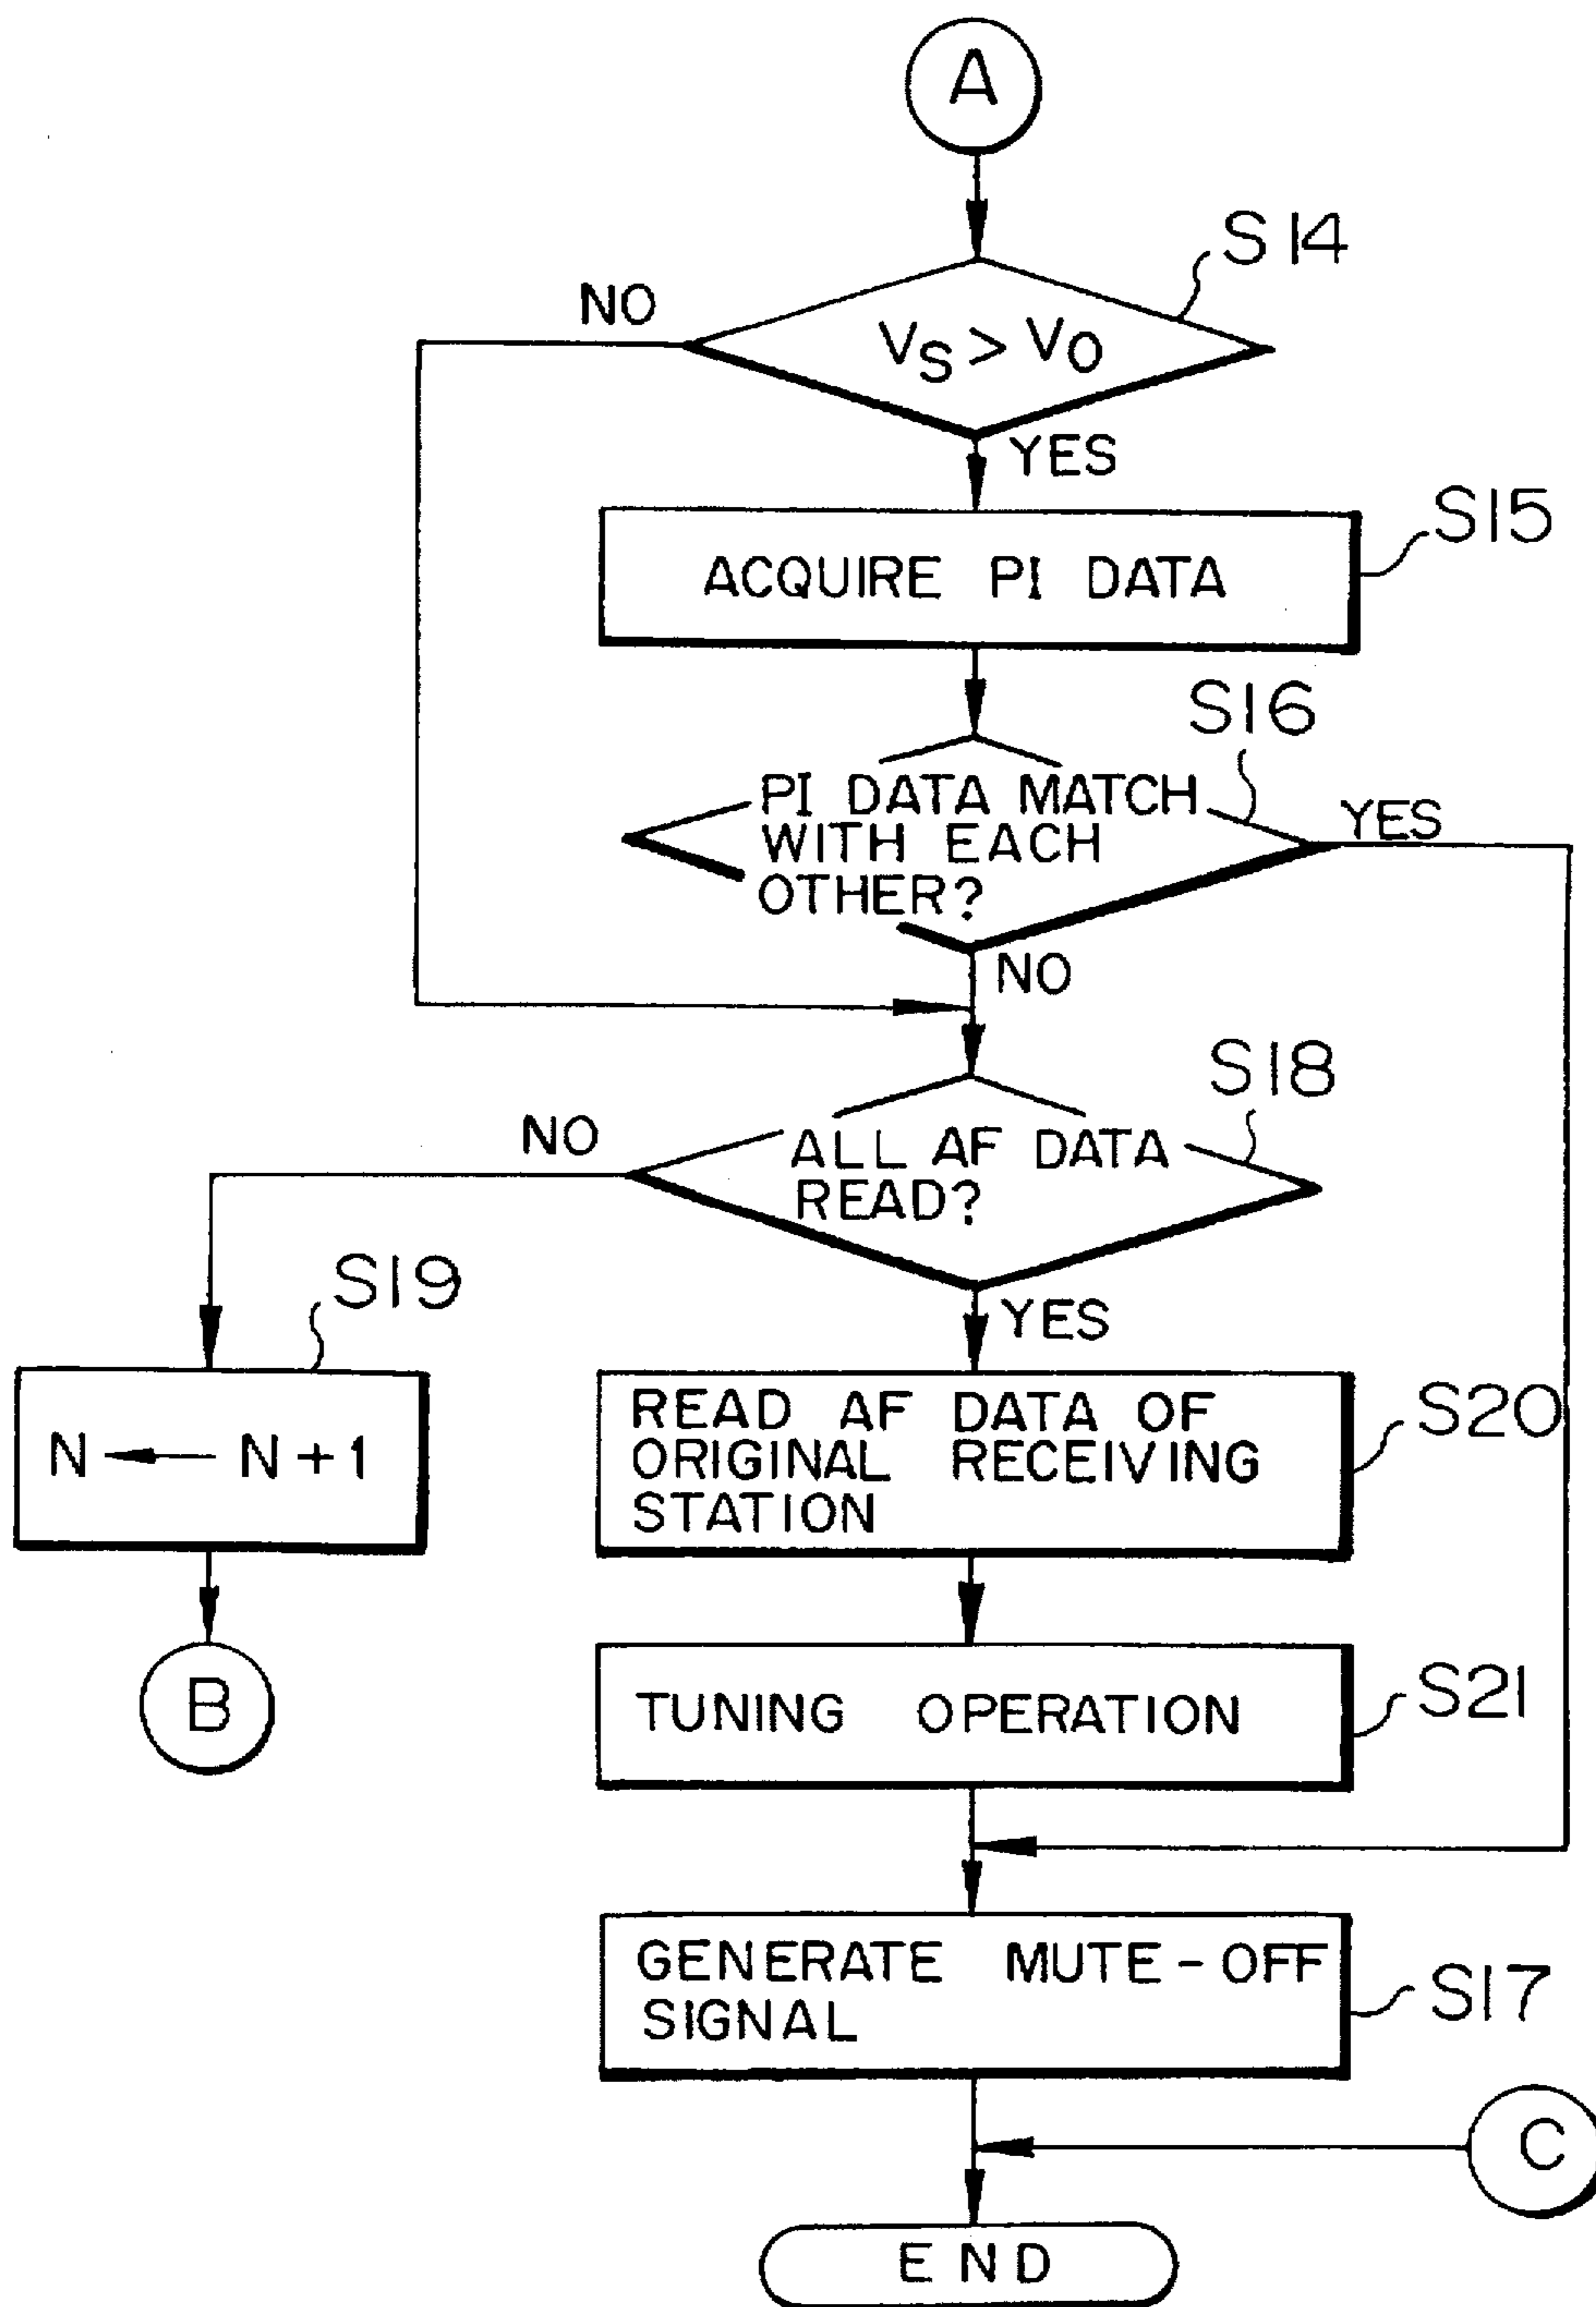 A
S14
NO
VS > VO
YES
S15
ACQUIRE PI DATA
S16
PI DATA MATCH
WITH EACH
OTHER?
YES
NO
S18
NO
ALL AF DATA
READ?
S19
YES
N ← N + 1
READ AF DATA OF
ORIGINAL RECEIVING
STATION
S20
B
TUNING OPERATION
S21
GENERATE MUTE-OFF
SIGNAL
S17
C
END